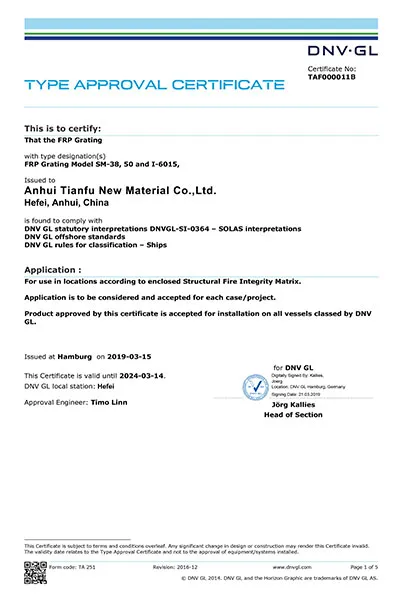 DNV·GL
Certificate No:
TAF000011B
TYPE APPROVAL CERTIFICATE
This is to certify:
That the FRP Grating
with type designation(s)
FRP Grating Model SM-38, 50 and I-6015,
Issued to
Anhui Tianfu New Material Co.,Ltd.
Hefei, Anhui, China
is found to comply with
DNV GL statutory interpretations DNVGL-SI-0364 – SOLAS interpretations
DNV GL offshore standards
DNV GL rules for classification – Ships
Application :
For use in locations according to enclosed Structural Fire Integrity Matrix.
Application is to be considered and accepted for each case/project.
Product approved by this certificate is accepted for installation on all vessels classed by DNV
GL.
Issued at Hamburg on 2019-03-15
This Certificate is valid until 2024-03-14.
DNV GL local station: Hefei
Approval Engineer: Timo Linn
for DNV GL
Digitally Signed by: Kallies,
Joerg
Location: DNV GL Hamburg, Germany
Signing Date: 21.03.2019
Jörg Kallies
Head of Section
This Certificate is subject to terms and conditions overleaf. Any significant change in design or construction may render this Certificate invalid.
The validity date relates to the Type Approval Certificate and not to the approval of equipment/systems installed.
Form code: TA 251
Revision: 2016-12
www.dnvgl.com
Page 1 of 5
© DNV GL 2014. DNV GL and the Horizon Graphic are trademarks of DNV GL AS.